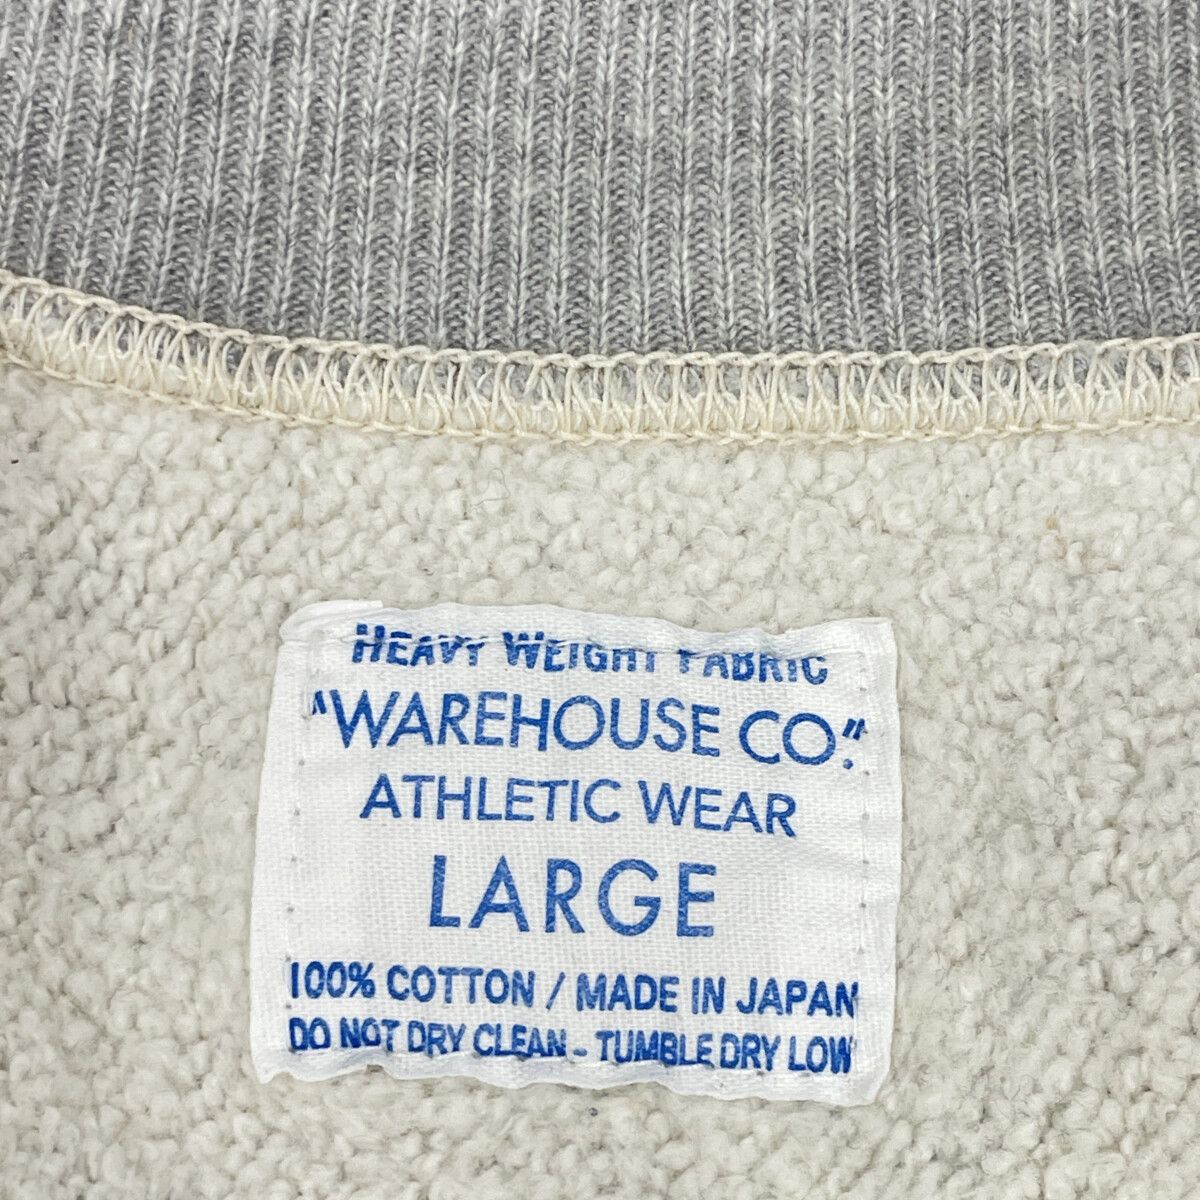 HEAVY WEIGHT FABRIC
"WAREHOUSE CO."
ATHLETIC WEAR
LARGE
100% COTTON / MADE IN JAPAN
DO NOT DRY CLEAN - TUMBLE DRY LOW